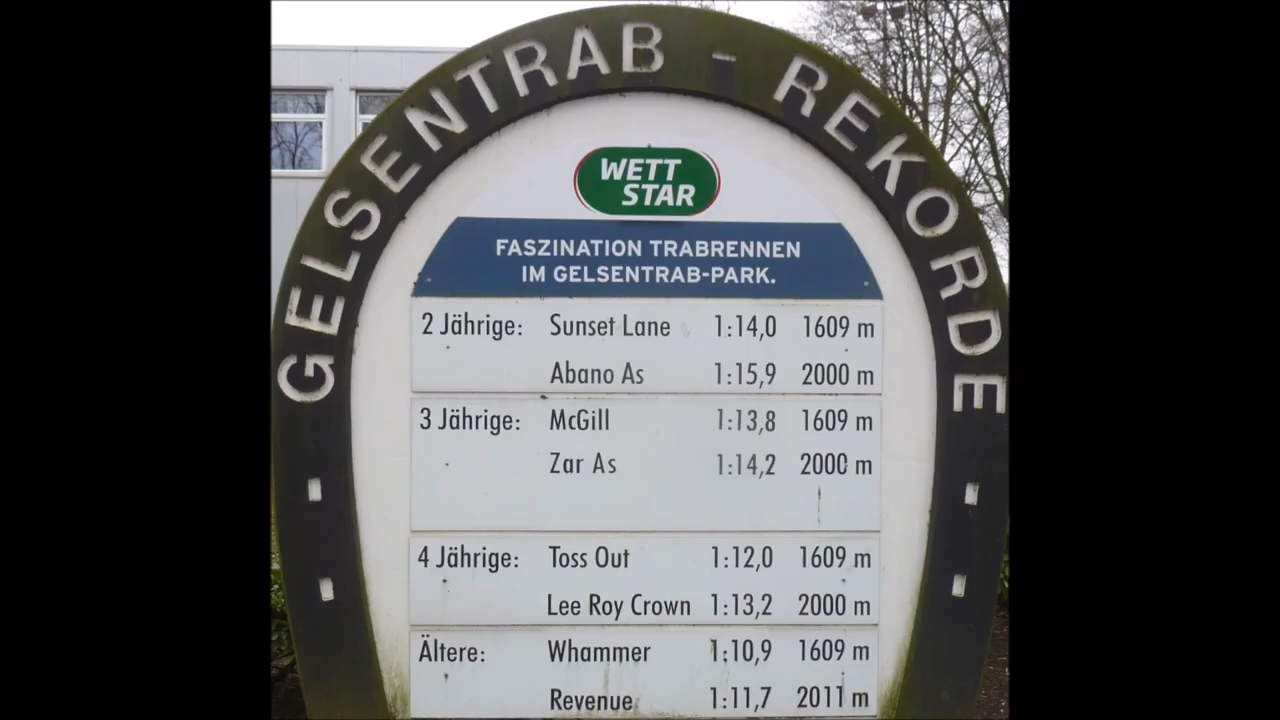 GELSENTRAB - REKORDE
WETT
STAR
FASZINATION TRABRENNEN
IM GELSENTRAB-PARK.
2 Jährige: Sunset Lane 1:14,0 1609 m
Abano As 1:15,9 2000 m
3 Jährige: McGill 1:13,8 1609 m
Zar As 1:14,2 2000 m
4 Jährige: Toss Out 1:12,0 1609 m
Lee Roy Crown 1:13,2 2000 m
Ältere: Whammer 1:10,9 1609 m
Revenue 1:11,7 2011 m